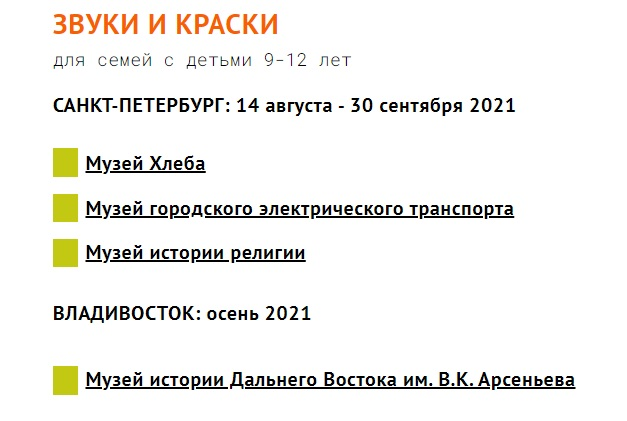 ЗВУКИ И КРАСКИ
для семей с детьми 9-12 лет
САНКТ-ПЕТЕРБУРГ: 14 августа - 30 сентября 2021
Музей Хлеба
Музей городского электрического транспорта
Музей истории религии
ВЛАДИВОСТОК: осень 2021
Музей истории Дальнего Востока им. В.К. Арсеньева